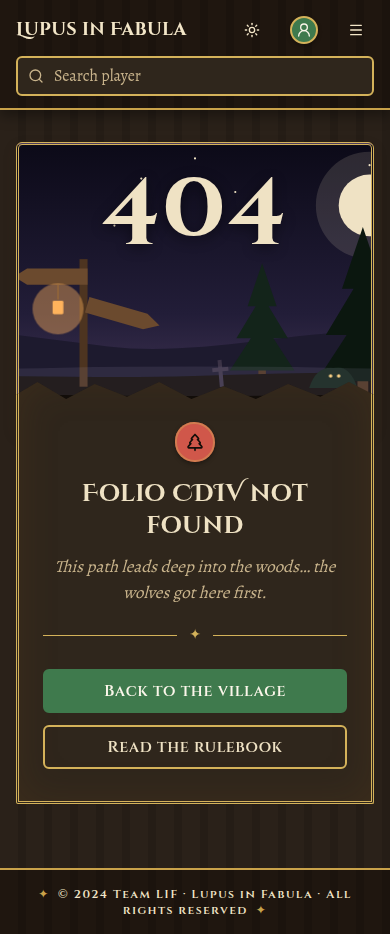 Lupus in Fabula
Search player
404
Folio CDIV not
found
This path leads deep into the woods... the
wolves got here first.
Back to the village
Read the rulebook
© 2024 Team LIF · Lupus in Fabula · All
rights reserved